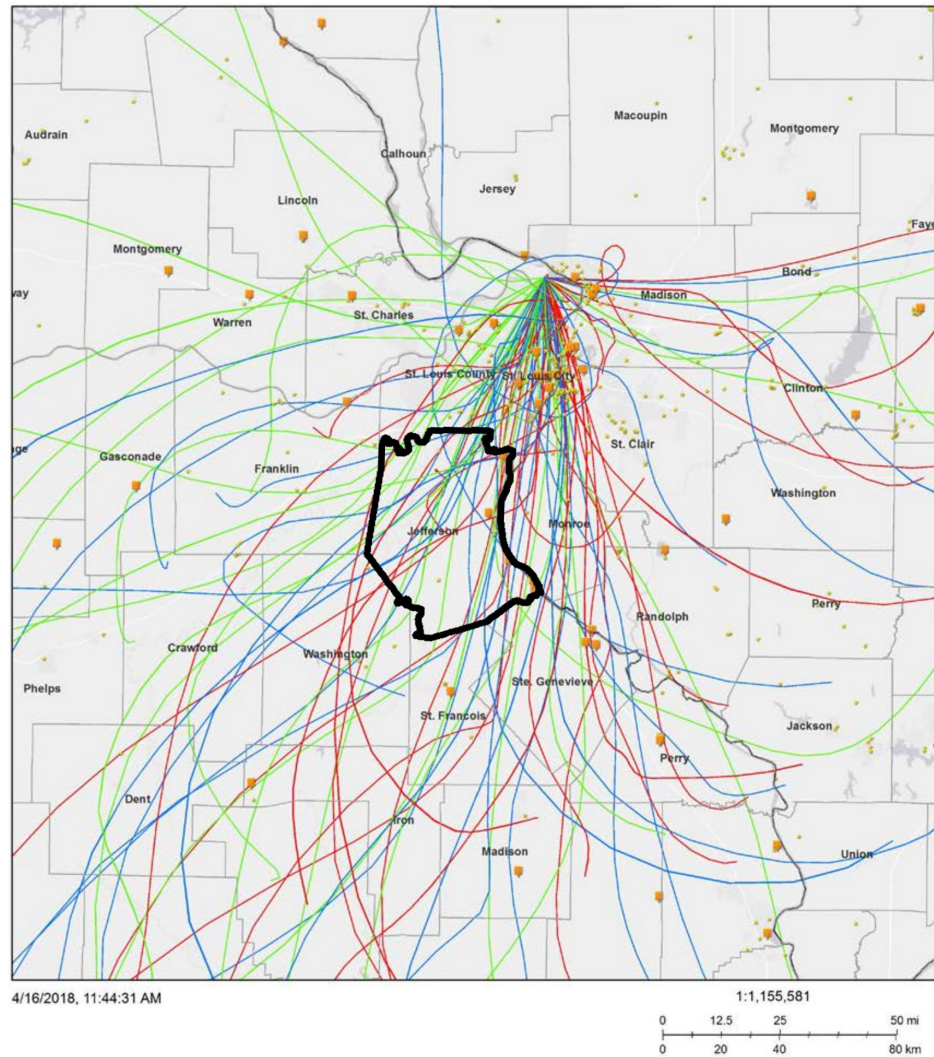 Macoupin
Montgomery
Audrain
Calhoun
Jersey
Lincoln
Faye
Montgomery
Bond
Madison
way
St. Charles
Warren
St. Louis County
St. Louis City
Clinton
St. Clair
nge
Gasconade
Franklin
Washington
Jefferson
Monroe
Perry
Randolph
Crawford
Washington
Ste. Genevieve
Phelps
St. Francois
Jackson
Perry
Dent
Iron
Madison
Union
4/16/2018, 11:44:31 AM
1:1,155,581
0 12.5 25 50 mi
0 20 40 80 km